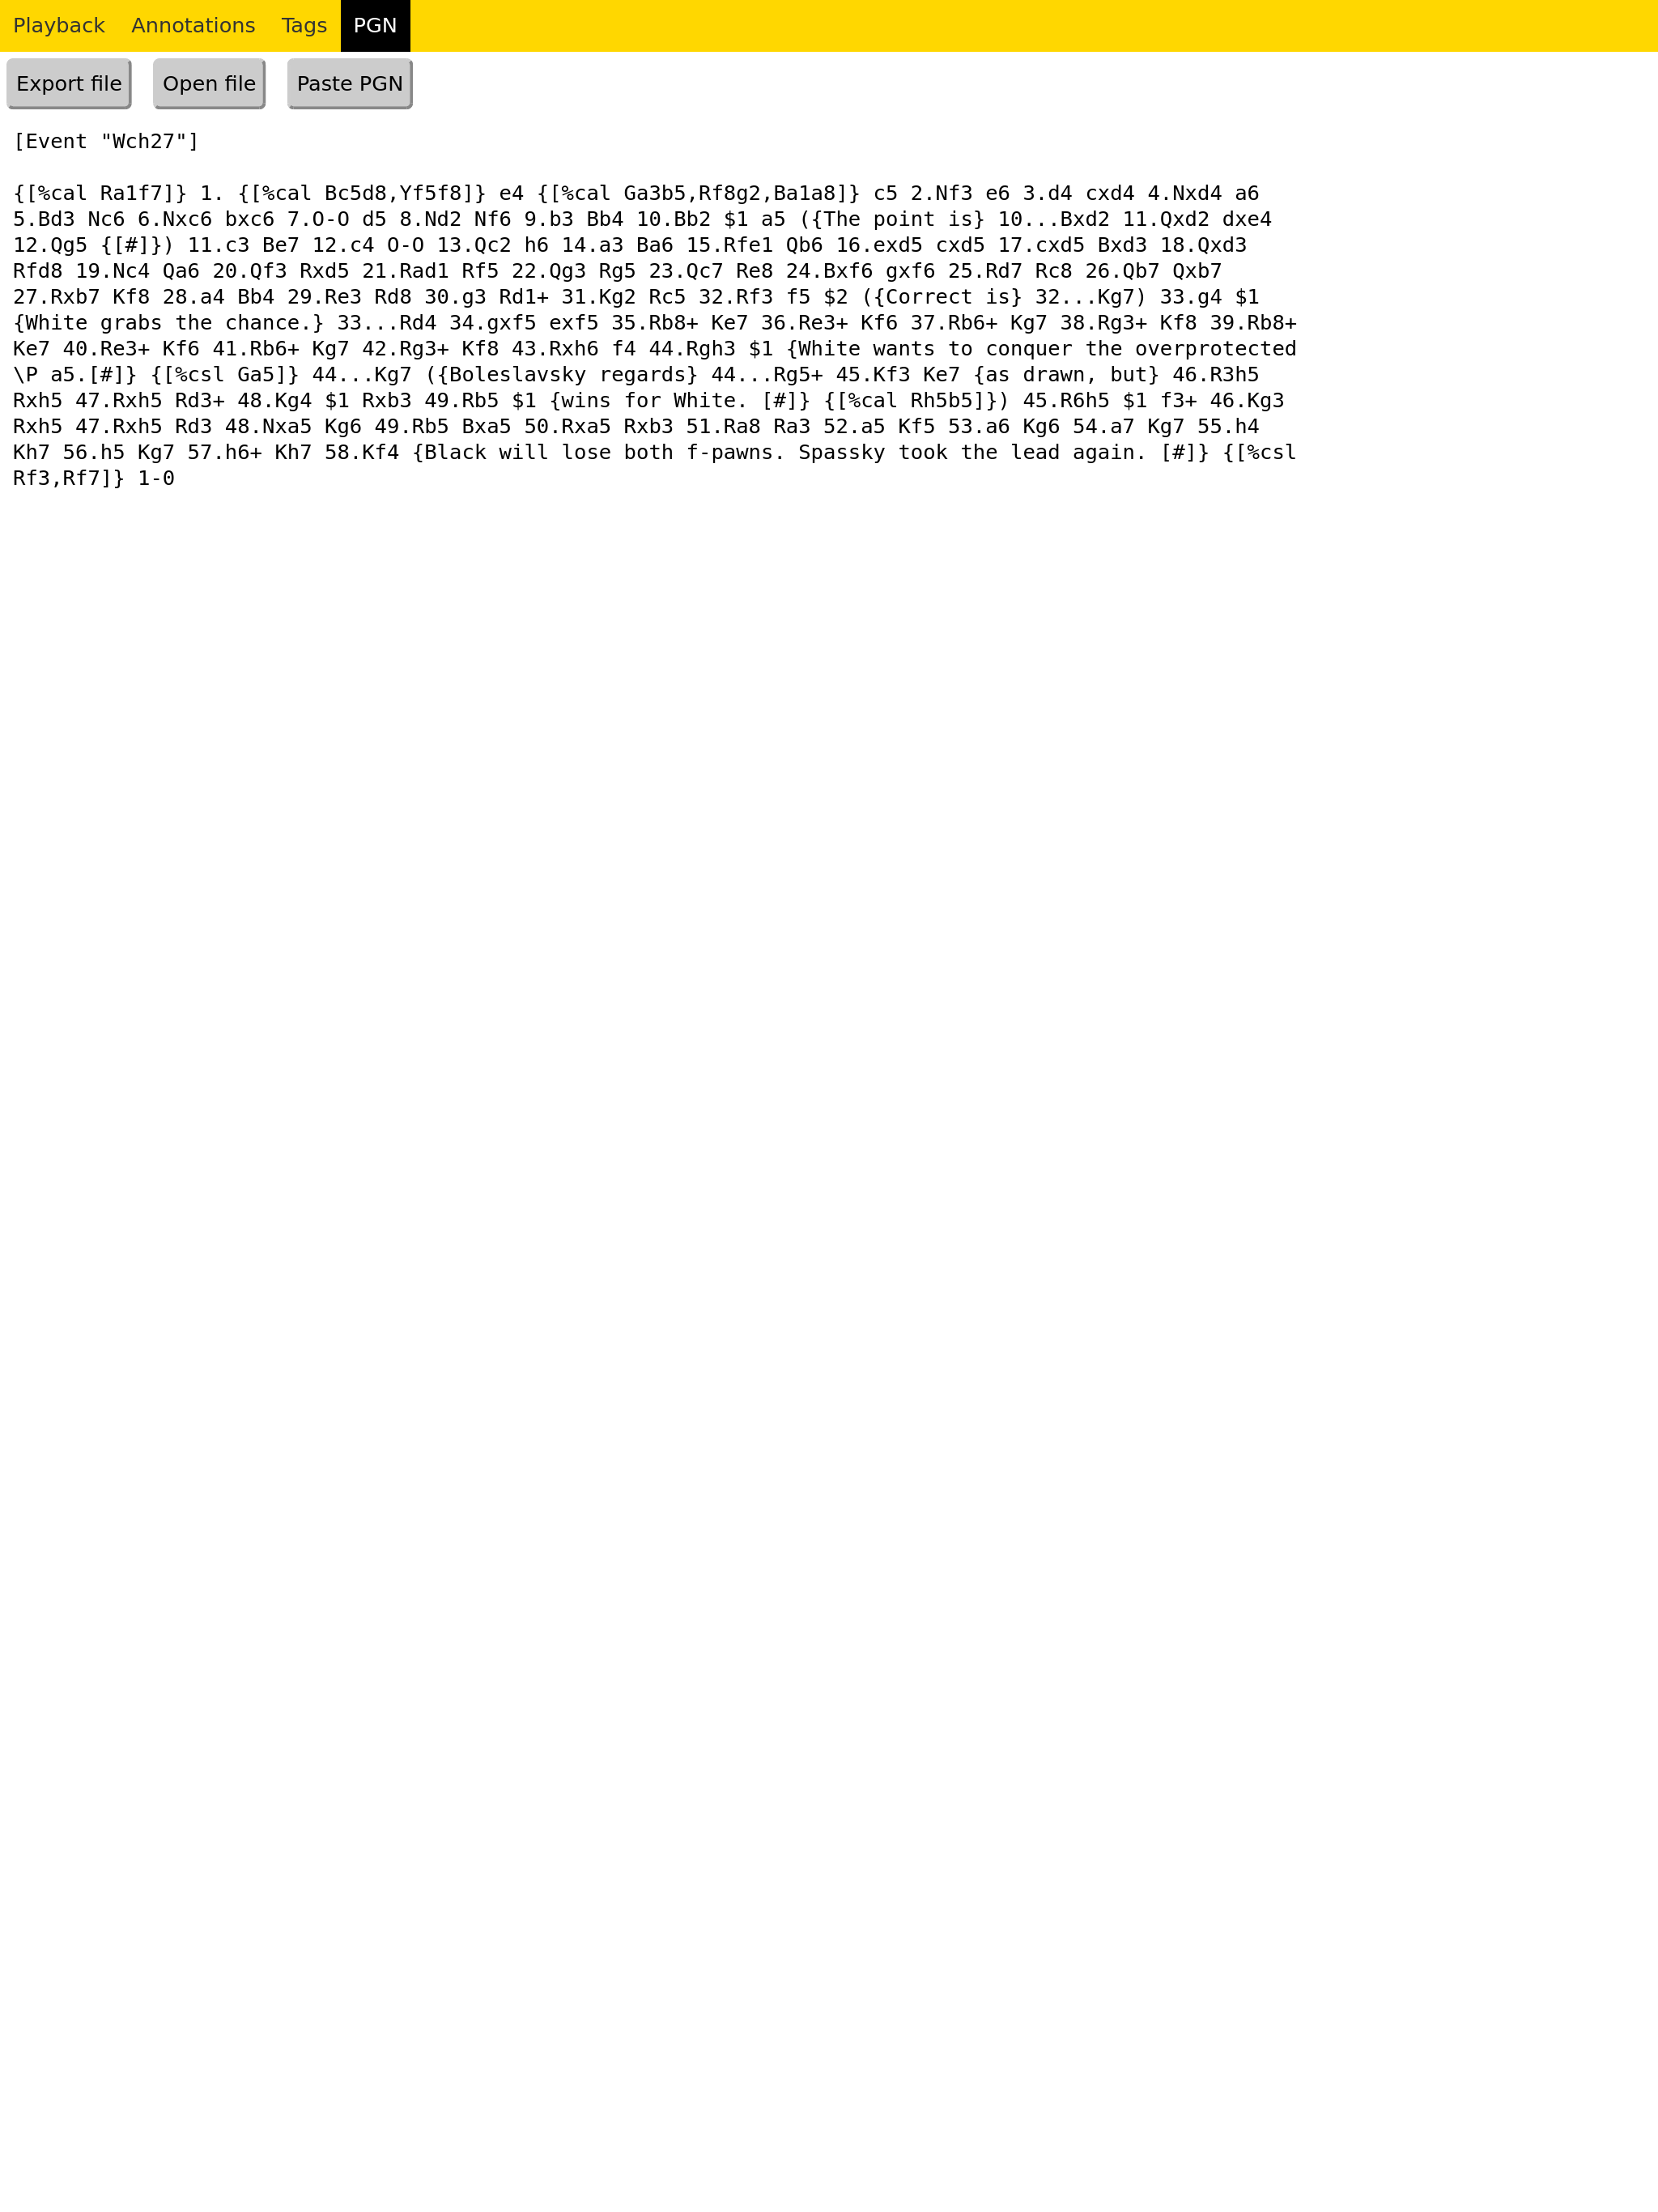 Playback Annotations Tags PGN
Export file Open file Paste PGN
[Event "Wch27"]
{[%cal Ra1f7]} 1. {[%cal Bc5d8,Yf5f8]} e4 {[%cal Ga3b5,Rf8g2,Ba1a8]} c5 2.Nf3 e6 3.d4 cxd4 4.Nxd4 a6
5.Bd3 Nc6 6.Nxc6 bxc6 7.O-O d5 8.Nd2 Nf6 9.b3 Bb4 10.Bb2 $1 a5 ({The point is} 10...Bxd2 11.Qxd2 dxe4
12.Qg5 {[#]}) 11.c3 Be7 12.c4 O-O 13.Qc2 h6 14.a3 Ba6 15.Rfe1 Qb6 16.exd5 cxd5 17.cxd5 Bxd3 18.Qxd3
Rfd8 19.Nc4 Qa6 20.Qf3 Rxd5 21.Rad1 Rf5 22.Qg3 Rg5 23.Qc7 Re8 24.Bxf6 gxf6 25.Rd7 Rc8 26.Qb7 Qxb7
27.Rxb7 Kf8 28.a4 Bb4 29.Re3 Rd8 30.g3 Rd1+ 31.Kg2 Rc5 32.Rf3 f5 $2 ({Correct is} 32...Kg7) 33.g4 $1
{White grabs the chance.} 33...Rd4 34.gxf5 exf5 35.Rb8+ Ke7 36.Re3+ Kf6 37.Rb6+ Kg7 38.Rg3+ Kf8 39.Rb8+
Ke7 40.Re3+ Kf6 41.Rb6+ Kg7 42.Rg3+ Kf8 43.Rxh6 f4 44.Rgh3 $1 {White wants to conquer the overprotected
\P a5.[#]} {[%csl Ga5]} 44...Kg7 ({Boleslavsky regards} 44...Rg5+ 45.Kf3 Ke7 {as drawn, but} 46.R3h5
Rxh5 47.Rxh5 Rd3+ 48.Kg4 $1 Rxb3 49.Rb5 $1 {wins for White. [#]} {[%cal Rh5b5]}) 45.R6h5 $1 f3+ 46.Kg3
Rxh5 47.Rxh5 Rd3 48.Nxa5 Kg6 49.Rb5 Bxa5 50.Rxa5 Rxb3 51.Ra8 Ra3 52.a5 Kf5 53.a6 Kg6 54.a7 Kg7 55.h4
Kh7 56.h5 Kg7 57.h6+ Kh7 58.Kf4 {Black will lose both f-pawns. Spassky took the lead again. [#]} {[%csl
Rf3,Rf7]} 1-0